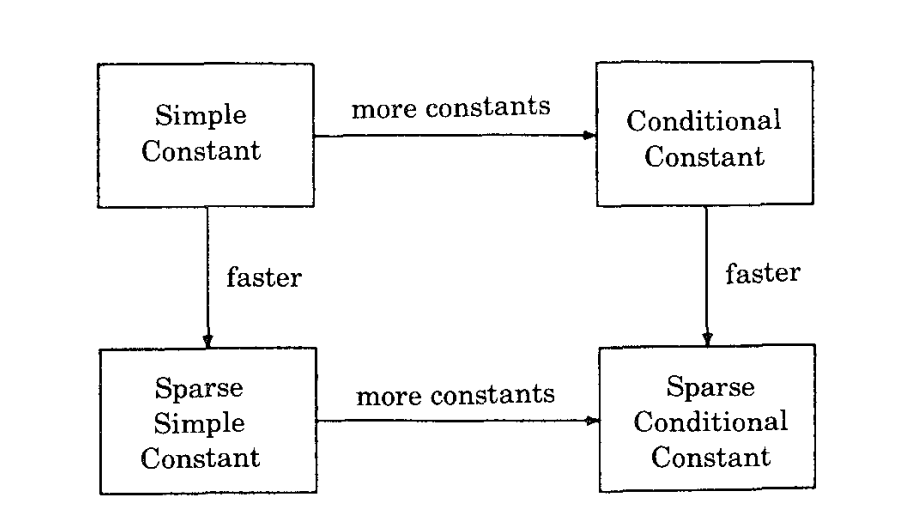 Simple
Constant
more constants
Conditional
Constant
faster
faster
Sparse
Simple
Constant
more constants
Sparse
Conditional
Constant